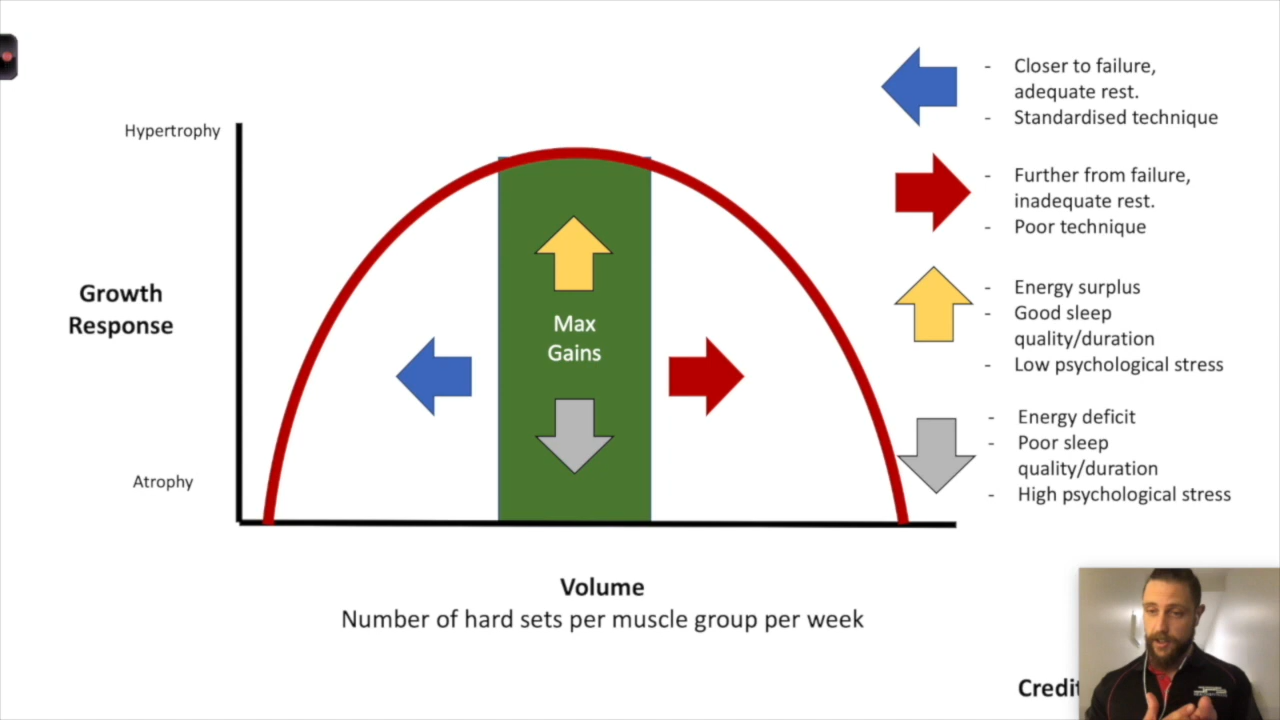 Hypertrophy
Growth
Response
Atrophy
Max
Gains
Volume
Number of hard sets per muscle group per week
- Closer to failure,
adequate rest.
- Standardised technique
- Further from failure,
inadequate rest.
- Poor technique
- Energy surplus
- Good sleep
quality/duration
- Low psychological stress
- Energy deficit
- Poor sleep
quality/duration
- High psychological stress